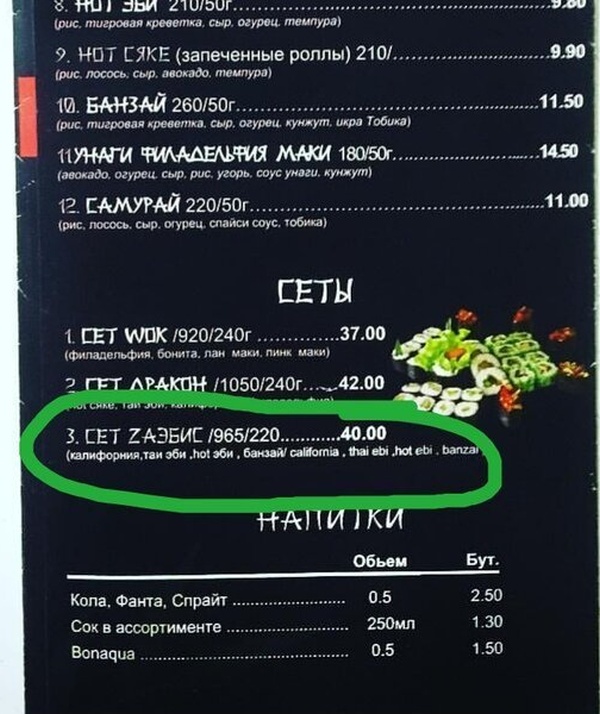 8. HOT ЭБИ 210/50г............................9.80
(рис, тигровая креветка, сыр, огурец, темпура)
9. HOT СЯКЕ (запеченные роллы) 210/............................9.90
(рис, лосось, сыр, авокадо, темпура)
10. БАНЗАЙ 260/50г............................11.50
(рис, тигровая креветка, сыр, огурец, кунжут, икра Тобика)
11УНАГИ ФИЛАДЕЛЬФИЯ МАКИ 180/50г............................14.50
(авокадо, огурец, сыр, рис, угорь, соус унаги, кунжут)
12. САМУРАЙ 220/50г............................11.00
(рис, лосось, сыр, огурец, спайси соус, тобика)
СЕТЫ
1. СЕТ WOK /920/240г ..............37.00
(филадельфия, бонита, лан маки, пинк маки)
2. СЕТ ДРАКОН /1050/240г.......42.00
3. СЕТ ZАЭБИС /965/220...........40.00
(калифорния,таи эби ,hot эби , банзай/ california , thai ebi ,hot ebi , banzai
НАПИТКИ
Обьем Бут.
Кола, Фанта, Спрайт .................... 0.5 2.50
Сок в ассортименте .................... 250мл 1.30
Bonaqua .................... 0.5 1.50